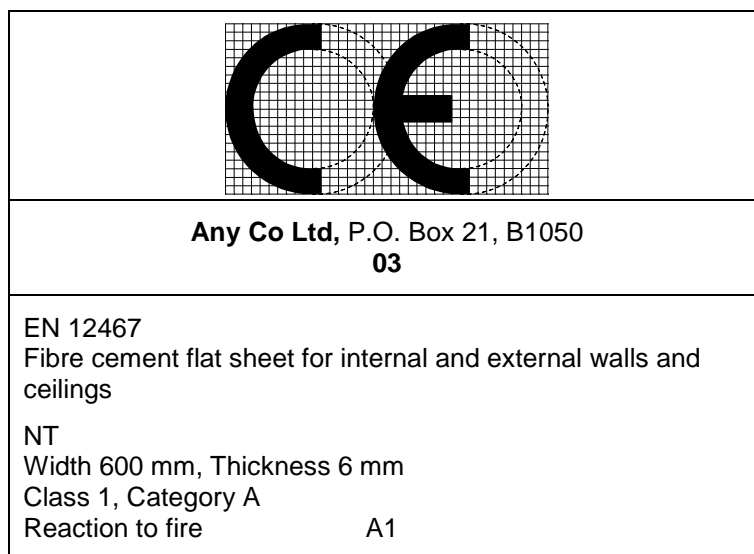 CE
Any Co Ltd, P.O. Box 21, B1050
03
EN 12467
Fibre cement flat sheet for internal and external walls and
ceilings
NT
Width 600 mm, Thickness 6 mm
Class 1, Category A
Reaction to fire A1